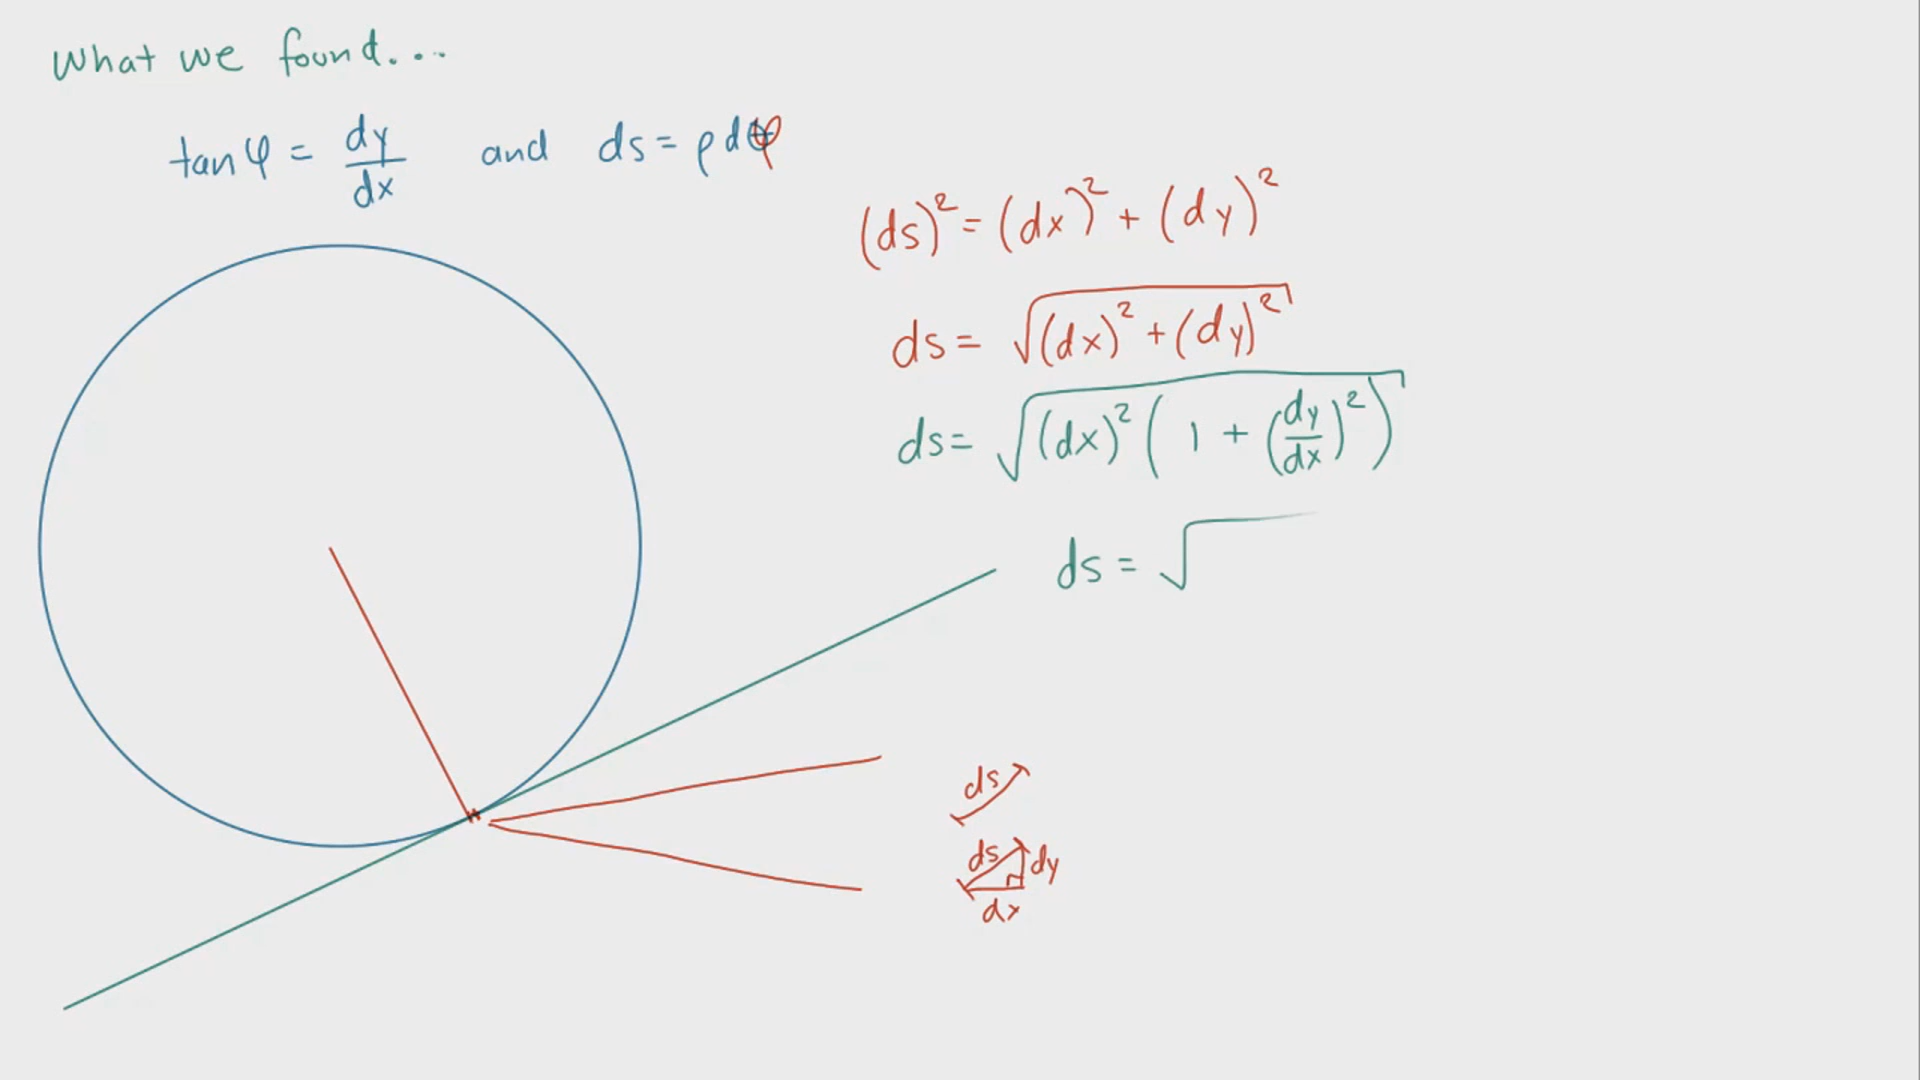 What we found...
tan φ = dy/dx and ds = ρ dφ
(ds)² = (dx)² + (dy)²
ds = √((dx)² + (dy)²)
ds = √((dx)² (1 + (dy/dx)²))
ds = √
ds
ds dy
dx